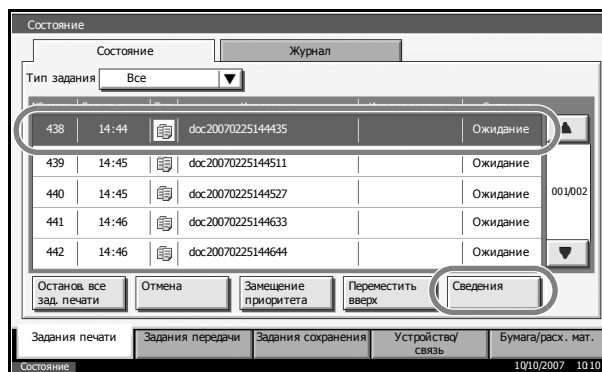 Состояние
Состояние Журнал
Тип задания Все
438 14:44 doc20070225144435 Ожидание
439 14:45 doc20070225144511 Ожидание
001/002
440 14:45 doc20070225144527 Ожидание
441 14:46 doc20070225144633 Ожидание
442 14:46 doc20070225144644 Ожидание
Останов. все зад. печати Отмена Замещение приоритета Переместить вверх Сведения
Задания печати Задания передачи Задания сохранения Устройство/связь Бумага/расх. мат.
Состояние 10/10/2007 10:10